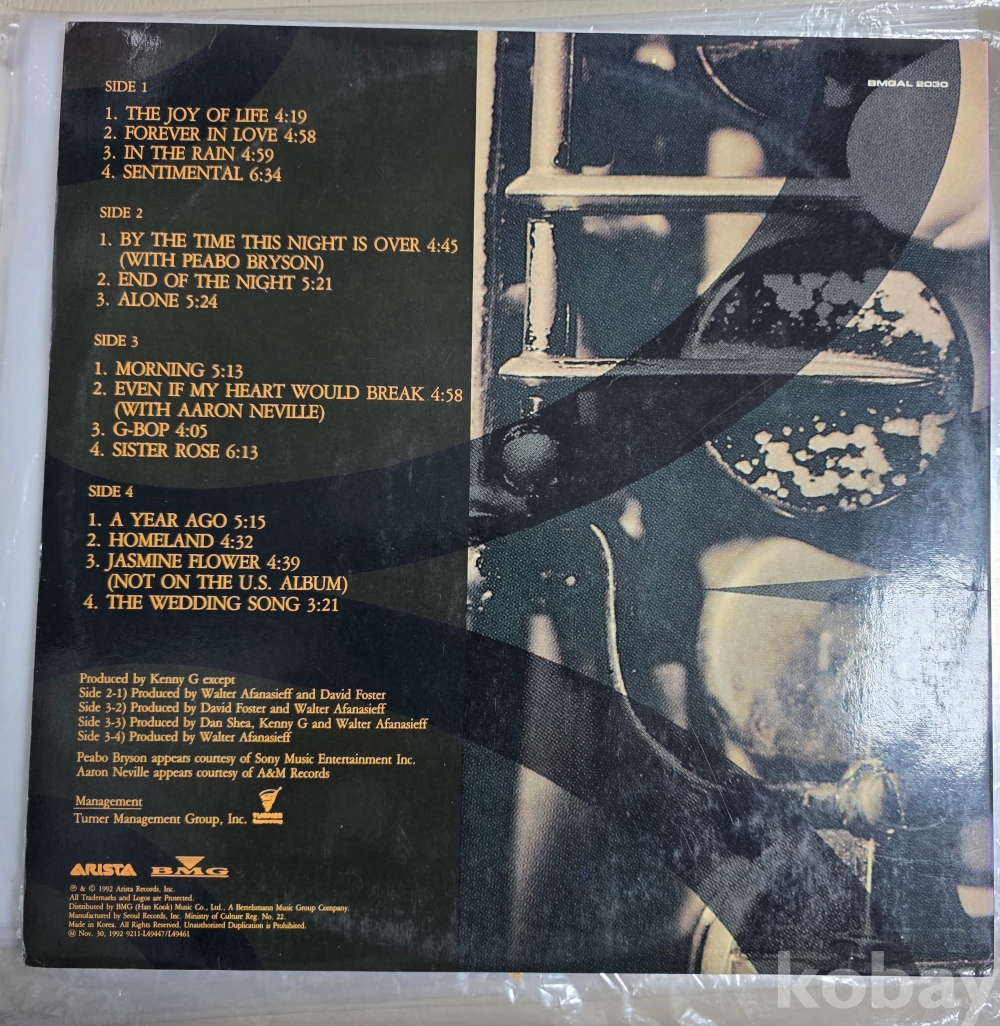 BMGAL 2030
SIDE 1
1. THE JOY OF LIFE 4:19
2. FOREVER IN LOVE 4:58
3. IN THE RAIN 4:59
4. SENTIMENTAL 6:34
SIDE 2
1. BY THE TIME THIS NIGHT IS OVER 4:45
(WITH PEABO BRYSON)
2. END OF THE NIGHT 5:21
3. ALONE 5:24
SIDE 3
1. MORNING 5:13
2. EVEN IF MY HEART WOULD BREAK 4:58
(WITH AARON NEVILLE)
3. G-BOP 4:05
4. SISTER ROSE 6:13
SIDE 4
1. A YEAR AGO 5:15
2. HOMELAND 4:32
3. JASMINE FLOWER 4:39
(NOT ON THE U.S. ALBUM)
4. THE WEDDING SONG 3:21
Produced by Kenny G except
Side 2-1) Produced by Walter Afanasieff and David Foster
Side 3-2) Produced by David Foster and Walter Afanasieff
Side 3-3) Produced by Dan Shea, Kenny G and Walter Afanasieff
Side 3-4) Produced by Walter Afanasieff
Peabo Bryson appears courtesy of Sony Music Entertainment Inc.
Aaron Neville appears courtesy of A&M Records
Management
Turner Management Group, Inc.
TURNER
ARISTA BMG
℗ & © 1992 Arista Records, Inc.
All Trademarks and Logos are Protected.
Distributed by BMG (Han Kook) Music Co., Ltd., A Bertelsmann Music Group Company.
Manufactured by Seoul Records, Inc. Ministry of Culture Reg. No. 22.
Made in Korea. All Rights Reserved. Unauthorized Duplication is Prohibited.
Ⓜ Nov. 30, 1992 9211-L49447/L49461
kobay